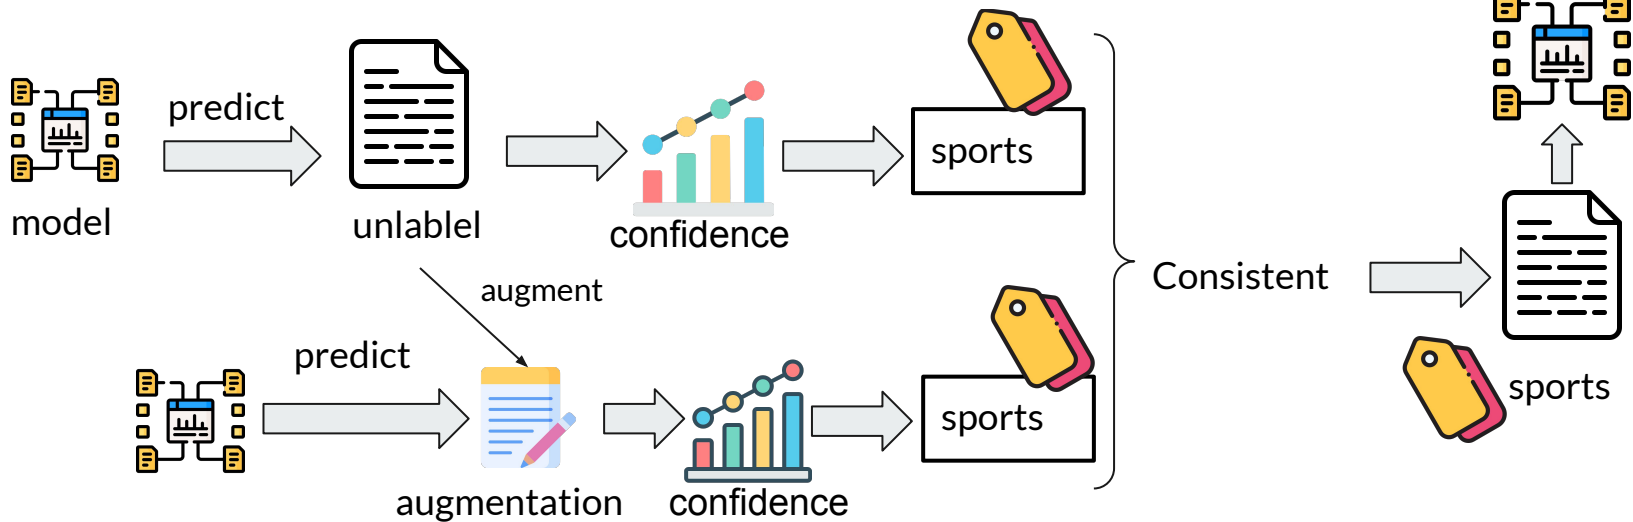 predict
model
unlablel
confidence
sports
augment
Consistent
predict
augmentation
confidence
sports
sports